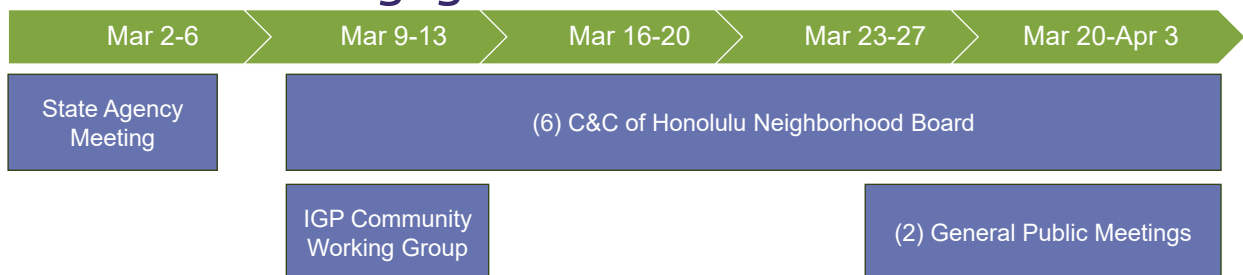 Mar 2-6
Mar 9-13
Mar 16-20
Mar 23-27
Mar 20-Apr 3
State Agency
Meeting
(6) C&C of Honolulu Neighborhood Board
IGP Community
Working Group
(2) General Public Meetings